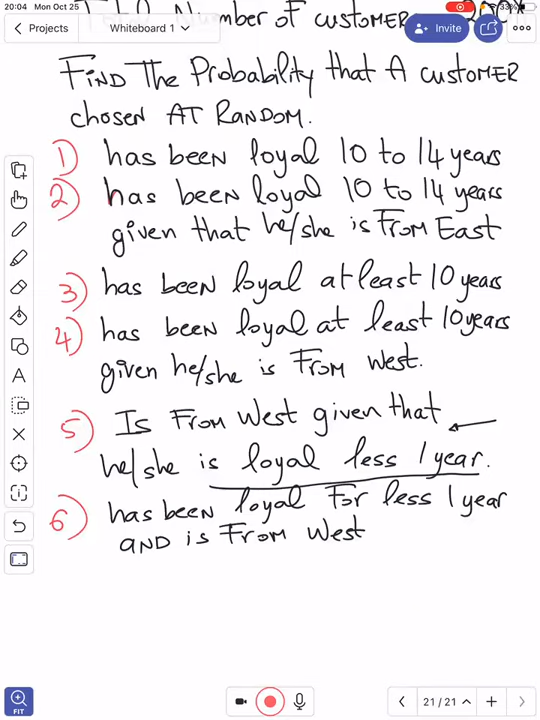 20:04 Mon Oct 25
33%
Total Number of customer
Projects
Whiteboard 1
Invite
FIND The Probability that A customer
chosen AT RANDOM.
1) has been loyal 10 to 14 years
2) has been loyal 10 to 14 years
given that he/she is From East
3) has been loyal at least 10 years
4) has been loyal at least 10 years
given he/she is From West.
5) Is From West given that
he/she is loyal less 1 year.
6) has been loyal For less 1 year
AND is From West
A
FIT
21/21